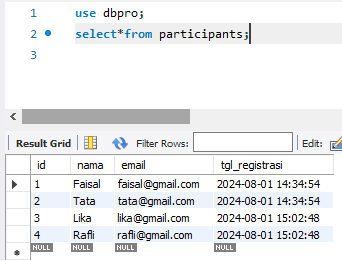 1 use dbpro;
2 select*from participants;
3
Result Grid Filter Rows: Edit:
id nama email tgl_registrasi
1 Faisal faisal@gmail.com 2024-08-01 14:34:54
2 Tata tata@gmail.com 2024-08-01 14:34:54
3 Lika lika@gmail.com 2024-08-01 15:02:48
4 Rafli rafli@gmail.com 2024-08-01 15:02:48
NULL NULL NULL NULL